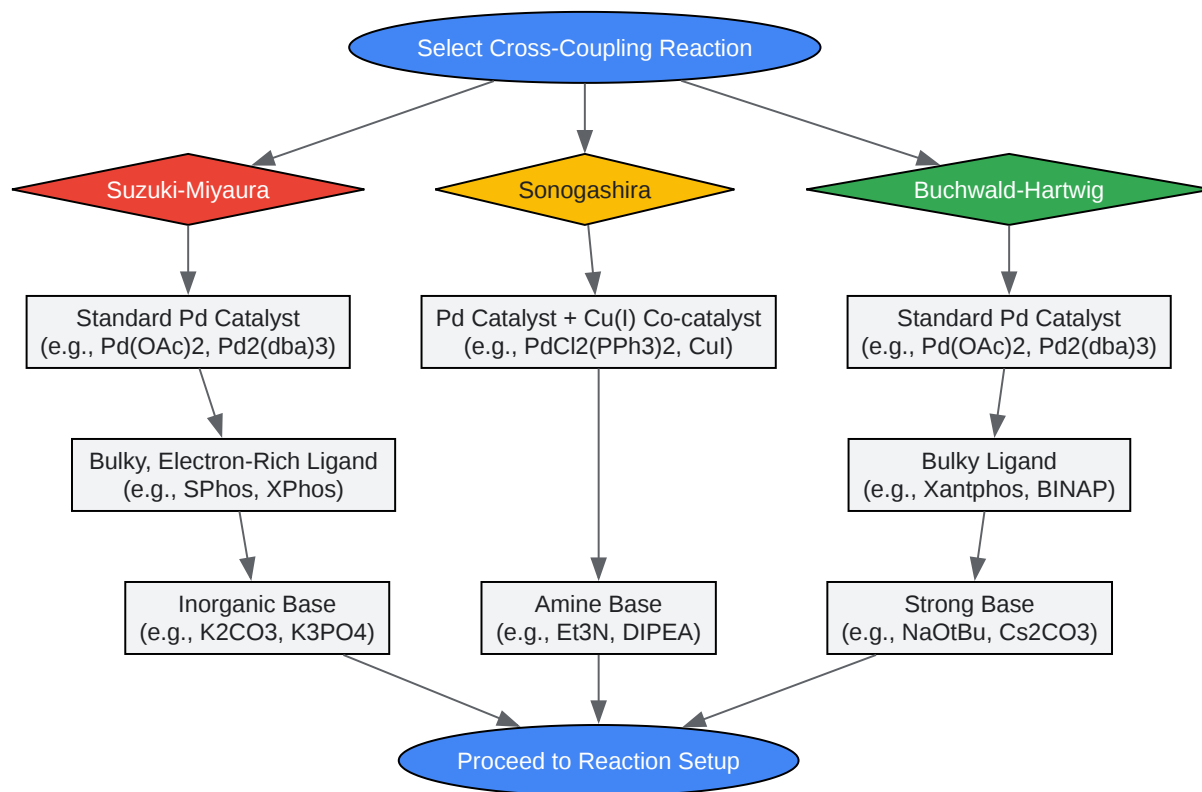 Select Cross-Coupling Reaction
Suzuki-Miyaura
Sonogashira
Buchwald-Hartwig
Standard Pd Catalyst
(e.g., Pd(OAc)2, Pd2(dba)3)
Pd Catalyst + Cu(I) Co-catalyst
(e.g., PdCl2(PPh3)2, CuI)
Standard Pd Catalyst
(e.g., Pd(OAc)2, Pd2(dba)3)
Bulky, Electron-Rich Ligand
(e.g., SPhos, XPhos)
Bulky Ligand
(e.g., Xantphos, BINAP)
Inorganic Base
(e.g., K2CO3, K3PO4)
Amine Base
(e.g., Et3N, DIPEA)
Strong Base
(e.g., NaOtBu, Cs2CO3)
Proceed to Reaction Setup